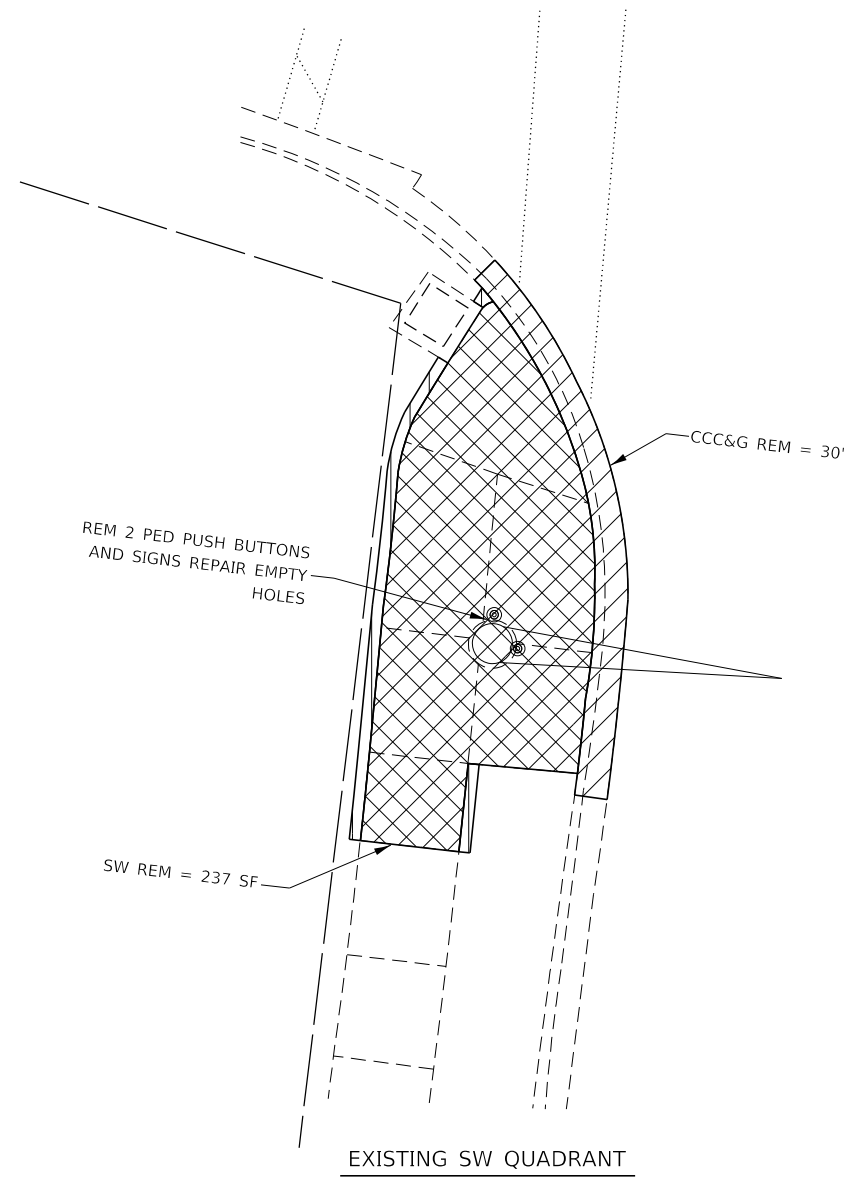 CCC&G REM = 30'
REM 2 PED PUSH BUTTONS
AND SIGNS REPAIR EMPTY
HOLES
SW REM = 237 SF
EXISTING SW QUADRANT